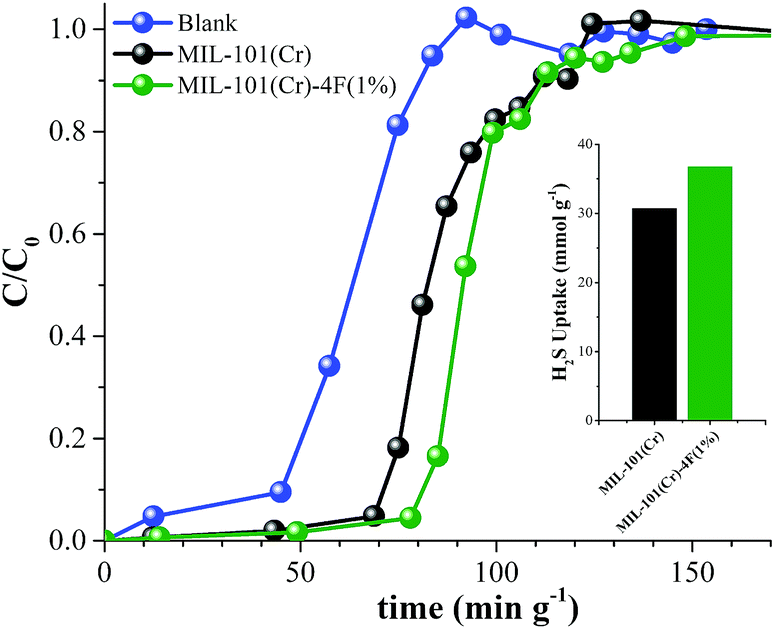 Blank
MIL-101(Cr)
MIL-101(Cr)-4F(1%)
C/C0
1.0
0.8
0.6
0.4
0.2
0.0
0
50
100
150
time (min g-1)
H2S Uptake (mmol g-1)
40
30
20
10
0
MIL-101(Cr)
MIL-101(Cr)-4F(1%)